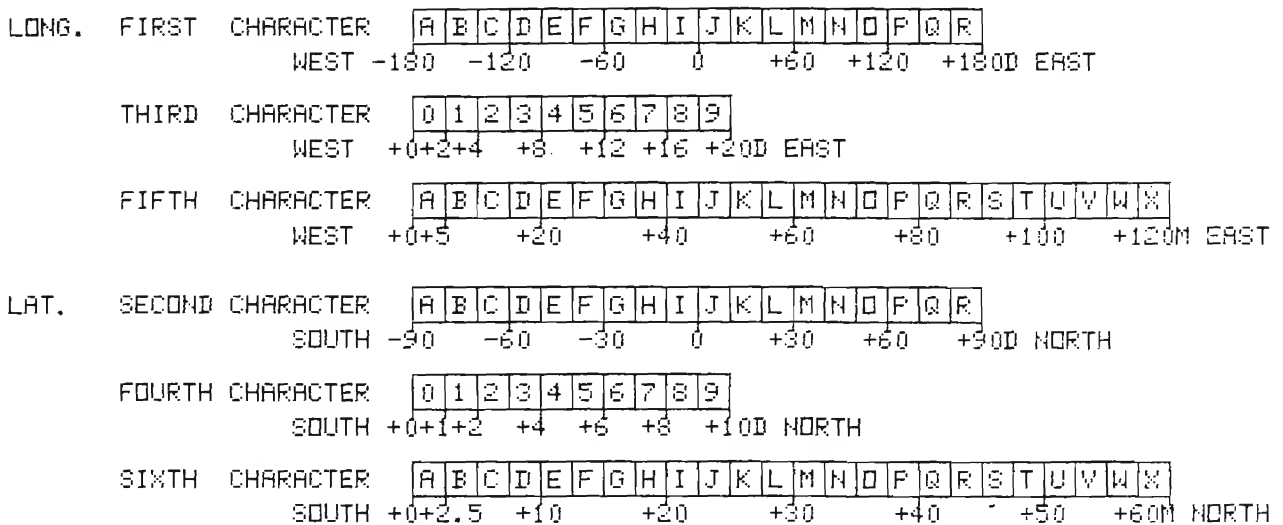 LONG. FIRST CHARACTER A B C D E F G H I J K L M N O P Q R
WEST -180 -120 -60 0 +60 +120 +180D EAST
THIRD CHARACTER 0 1 2 3 4 5 6 7 8 9
WEST +0+2+4 +8 +12 +16 +20D EAST
FIFTH CHARACTER A B C D E F G H I J K L M N O P Q R S T U V W X
WEST +0+5 +20 +40 +60 +80 +100 +120M EAST
LAT. SECOND CHARACTER A B C D E F G H I J K L M N O P Q R
SOUTH -90 -60 -30 0 +30 +60 +90D NORTH
FOURTH CHARACTER 0 1 2 3 4 5 6 7 8 9
SOUTH +0+1+2 +4 +6 +8 +10D NORTH
SIXTH CHARACTER A B C D E F G H I J K L M N O P Q R S T U V W X
SOUTH +0+2.5 +10 +20 +30 +40 +50 +60M NORTH